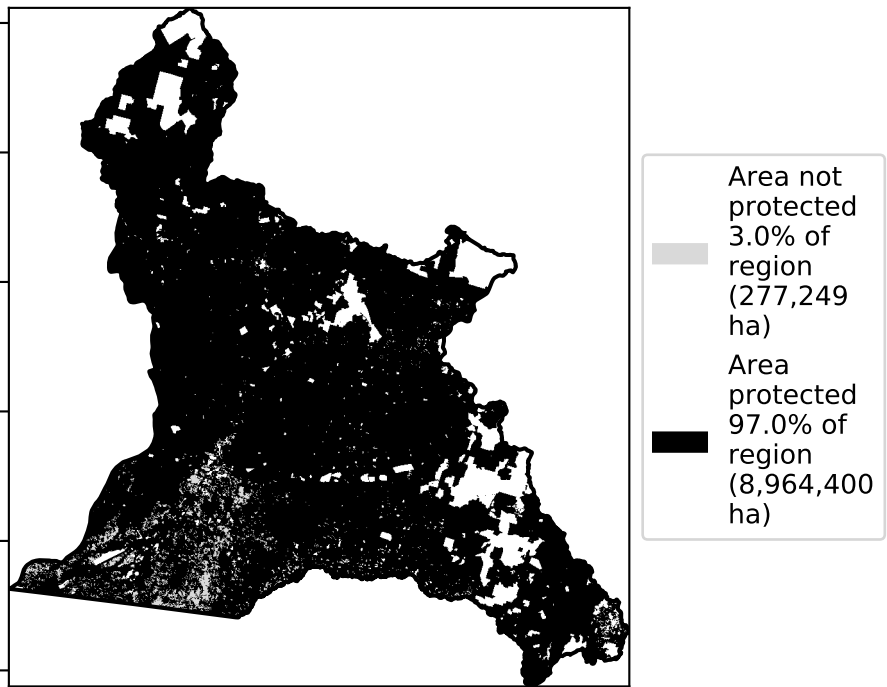 Area not
protected
3.0% of
region
(277,249
ha)
Area
protected
97.0% of
region
(8,964,400
ha)